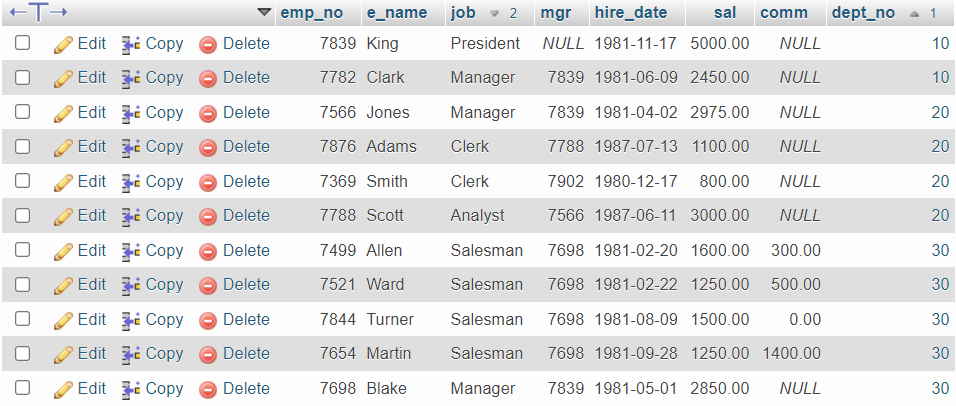 emp_no e_name job 2 mgr hire_date sal comm dept_no 1
Edit Copy Delete 7839 King President NULL 1981-11-17 5000.00 NULL 10
Edit Copy Delete 7782 Clark Manager 7839 1981-06-09 2450.00 NULL 10
Edit Copy Delete 7566 Jones Manager 7839 1981-04-02 2975.00 NULL 20
Edit Copy Delete 7876 Adams Clerk 7788 1987-07-13 1100.00 NULL 20
Edit Copy Delete 7369 Smith Clerk 7902 1980-12-17 800.00 NULL 20
Edit Copy Delete 7788 Scott Analyst 7566 1987-06-11 3000.00 NULL 20
Edit Copy Delete 7499 Allen Salesman 7698 1981-02-20 1600.00 300.00 30
Edit Copy Delete 7521 Ward Salesman 7698 1981-02-22 1250.00 500.00 30
Edit Copy Delete 7844 Turner Salesman 7698 1981-08-09 1500.00 0.00 30
Edit Copy Delete 7654 Martin Salesman 7698 1981-09-28 1250.00 1400.00 30
Edit Copy Delete 7698 Blake Manager 7839 1981-05-01 2850.00 NULL 30